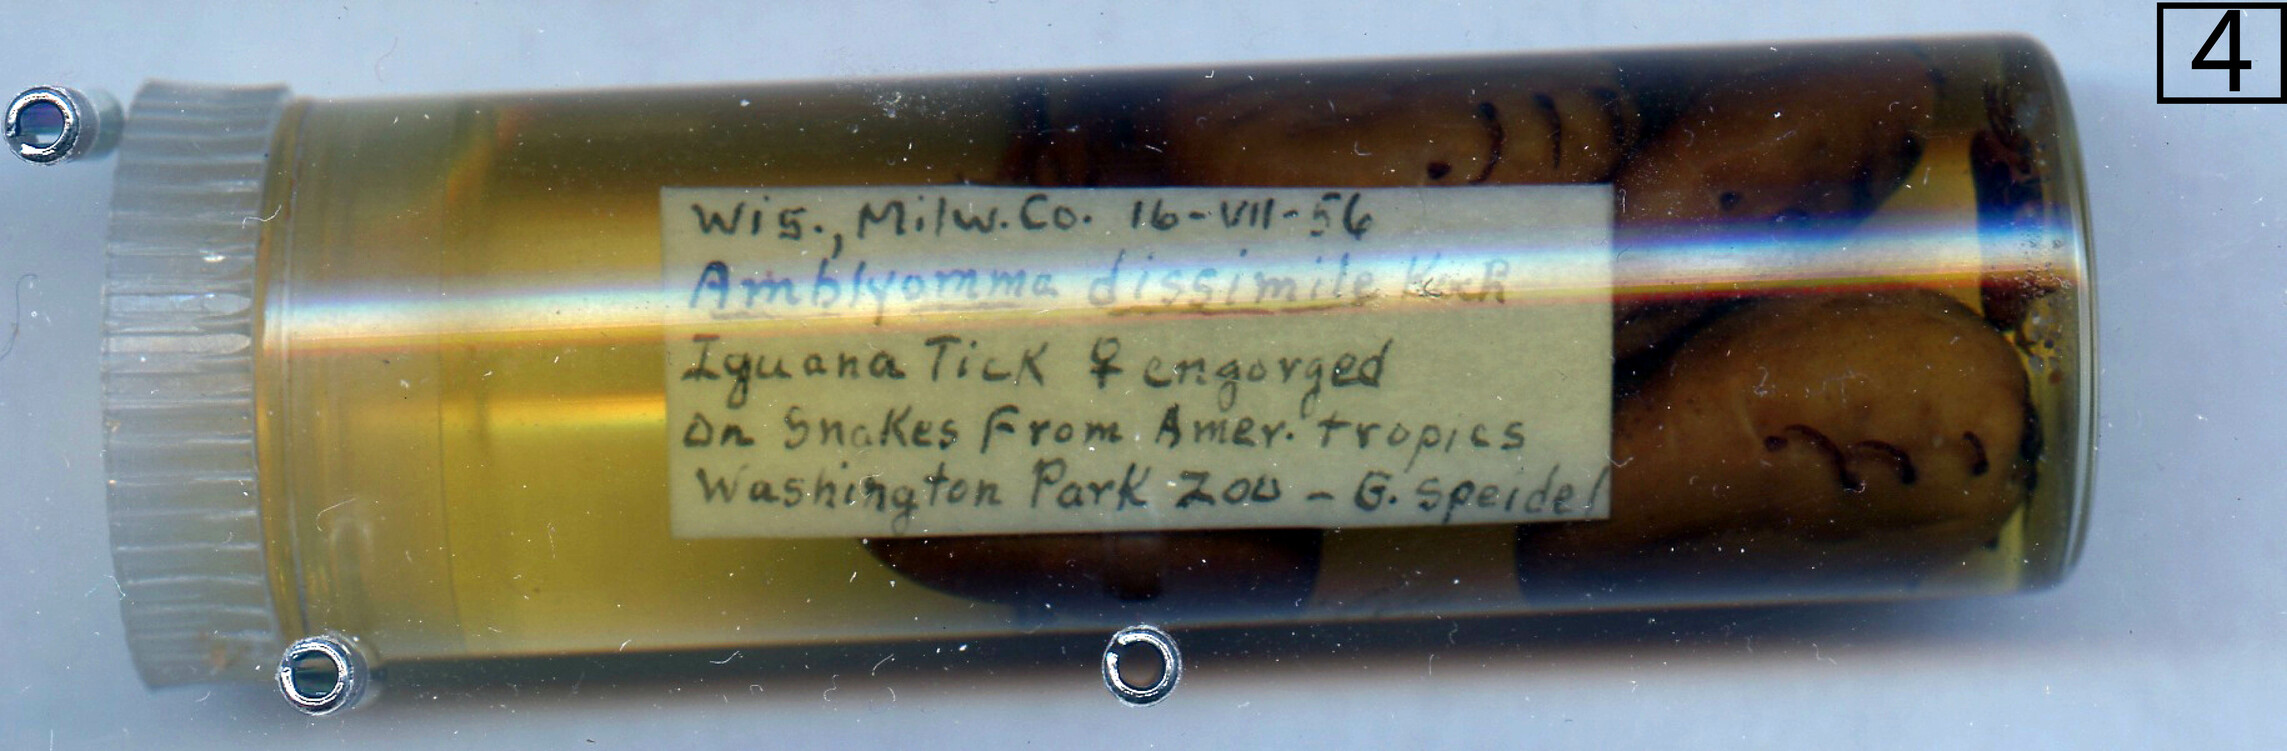 4
Wis., Milw. Co. 16-VII-56
Amblyomma dissimile Koch
Iguana Tick ♀ engorged
on Snakes From Amer. tropics
Washington Park Zoo - G. Speidel